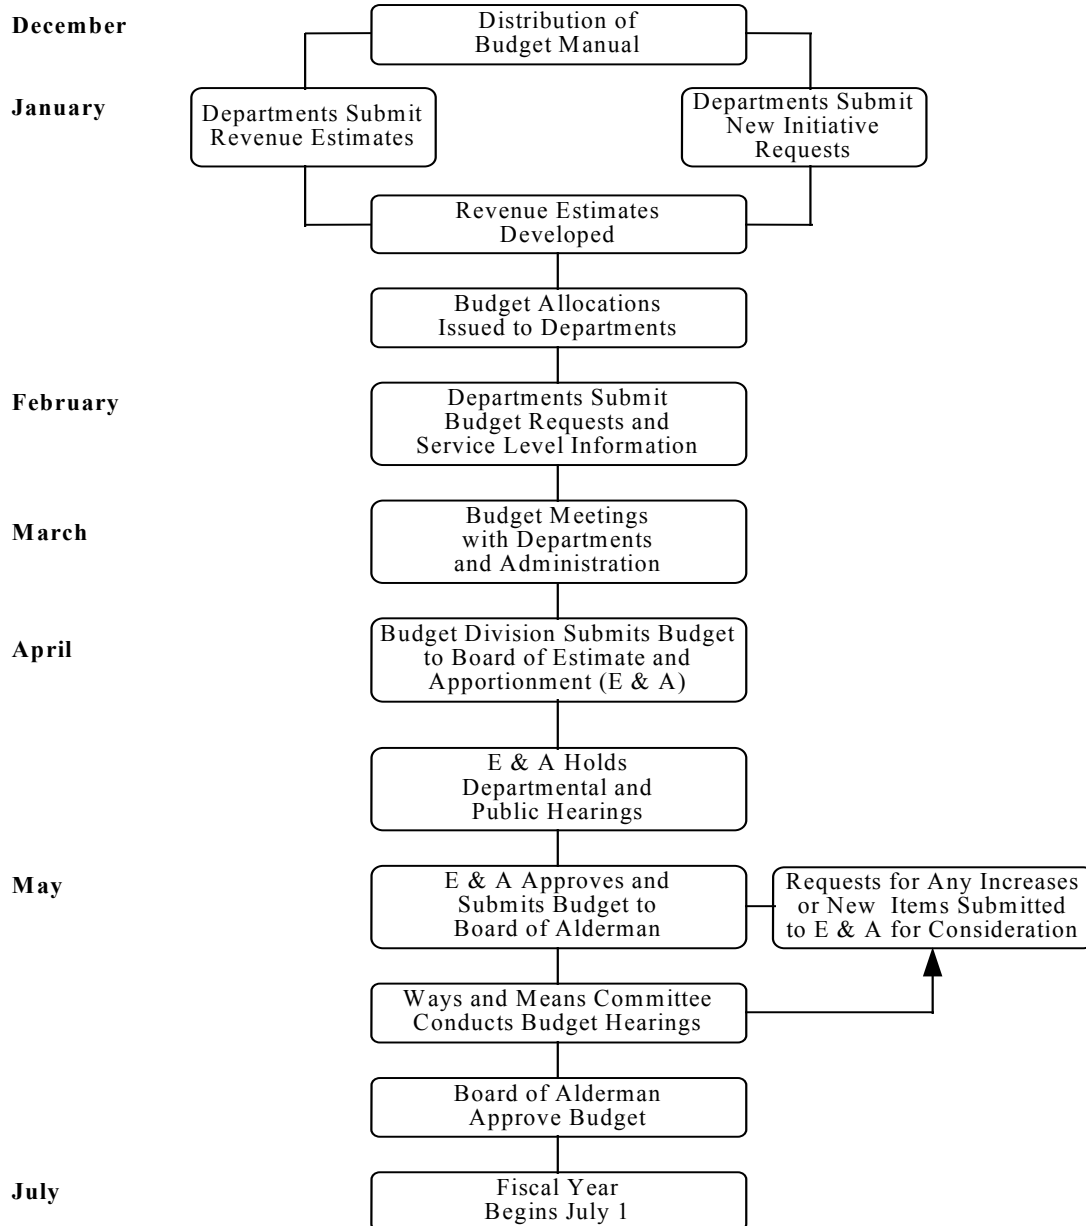 December
Distribution of
Budget Manual
January
Departments Submit
Revenue Estimates
Departments Submit
New Initiative
Requests
Revenue Estimates
Developed
Budget Allocations
Issued to Departments
February
Departments Submit
Budget Requests and
Service Level Information
March
Budget Meetings
with Departments
and Administration
April
Budget Division Submits Budget
to Board of Estimate and
Apportionment (E & A)
E & A Holds
Departmental and
Public Hearings
May
E & A Approves and
Submits Budget to
Board of Alderman
Requests for Any Increases
or New Items Submitted
to E & A for Consideration
Ways and Means Committee
Conducts Budget Hearings
Board of Alderman
Approve Budget
July
Fiscal Year
Begins July 1